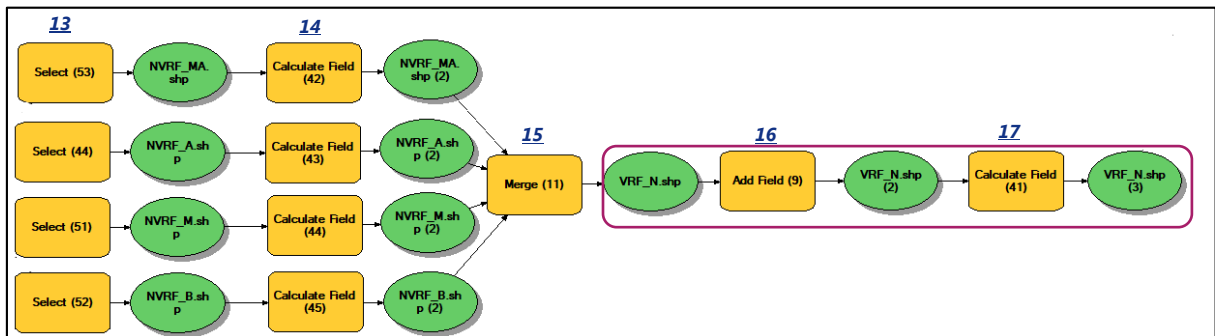 13
14
Select (53)
NVRF_MA.
shp
Calculate Field
(42)
NVRF_MA.
shp (2)
Select (44)
NVRF_A.sh
p
Calculate Field
(43)
NVRF_A.sh
p (2)
Select (51)
NVRF_M.sh
p
Calculate Field
(44)
NVRF_M.sh
p (2)
Select (52)
NVRF_B.sh
p
Calculate Field
(45)
NVRF_B.sh
p (2)
15
Merge (11)
16
17
VRF_N.shp
Add Field (9)
VRF_N.shp
(2)
Calculate Field
(41)
VRF_N.shp
(3)